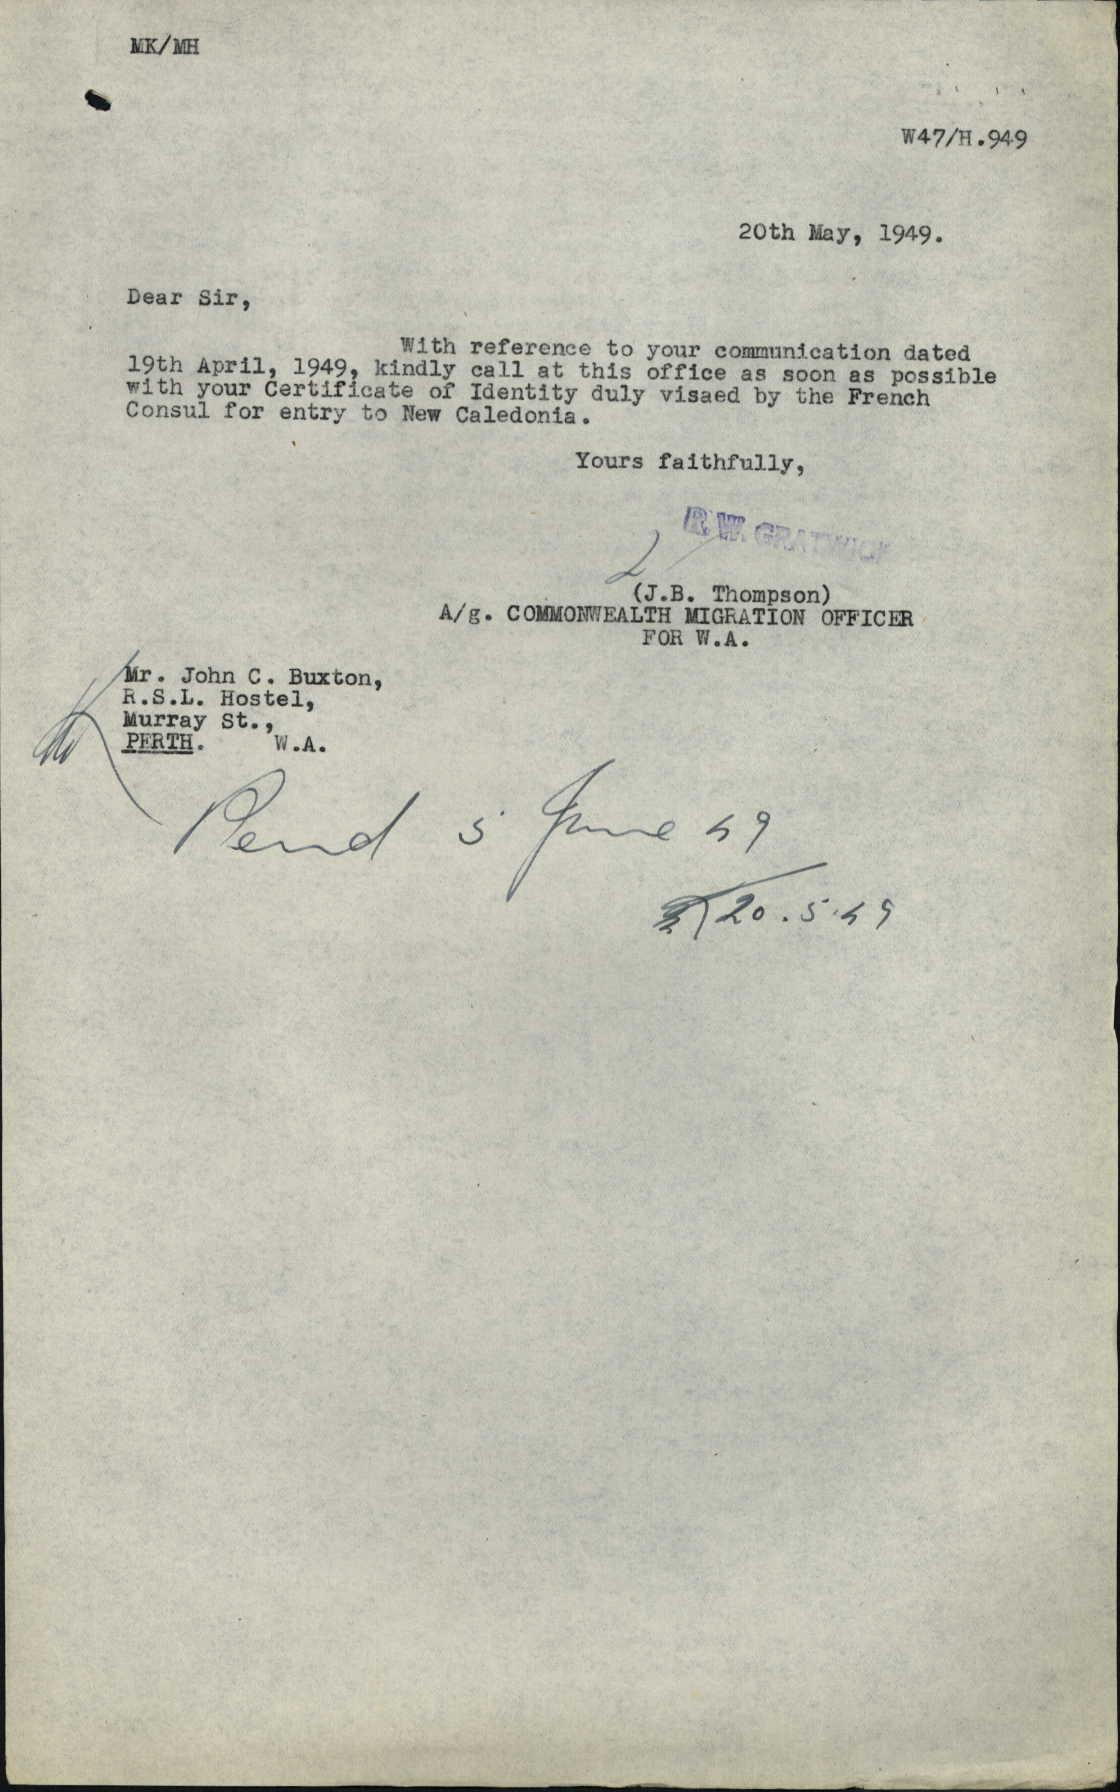 MK/MH
W47/H.949
20th May, 1949.
Dear Sir,
With reference to your communication dated
19th April, 1949, kindly call at this office as soon as possible
with your Certificate of Identity duly visaed by the French
Consul for entry to New Caledonia.
Yours faithfully,
R. W. GRATWICK
(J.B. Thompson)
A/g. COMMONWEALTH MIGRATION OFFICER
FOR W.A.
Mr. John C. Buxton,
R.S.L. Hostel,
Murray St.,
PERTH. W.A.
Pend 5 June 49
20.5.49